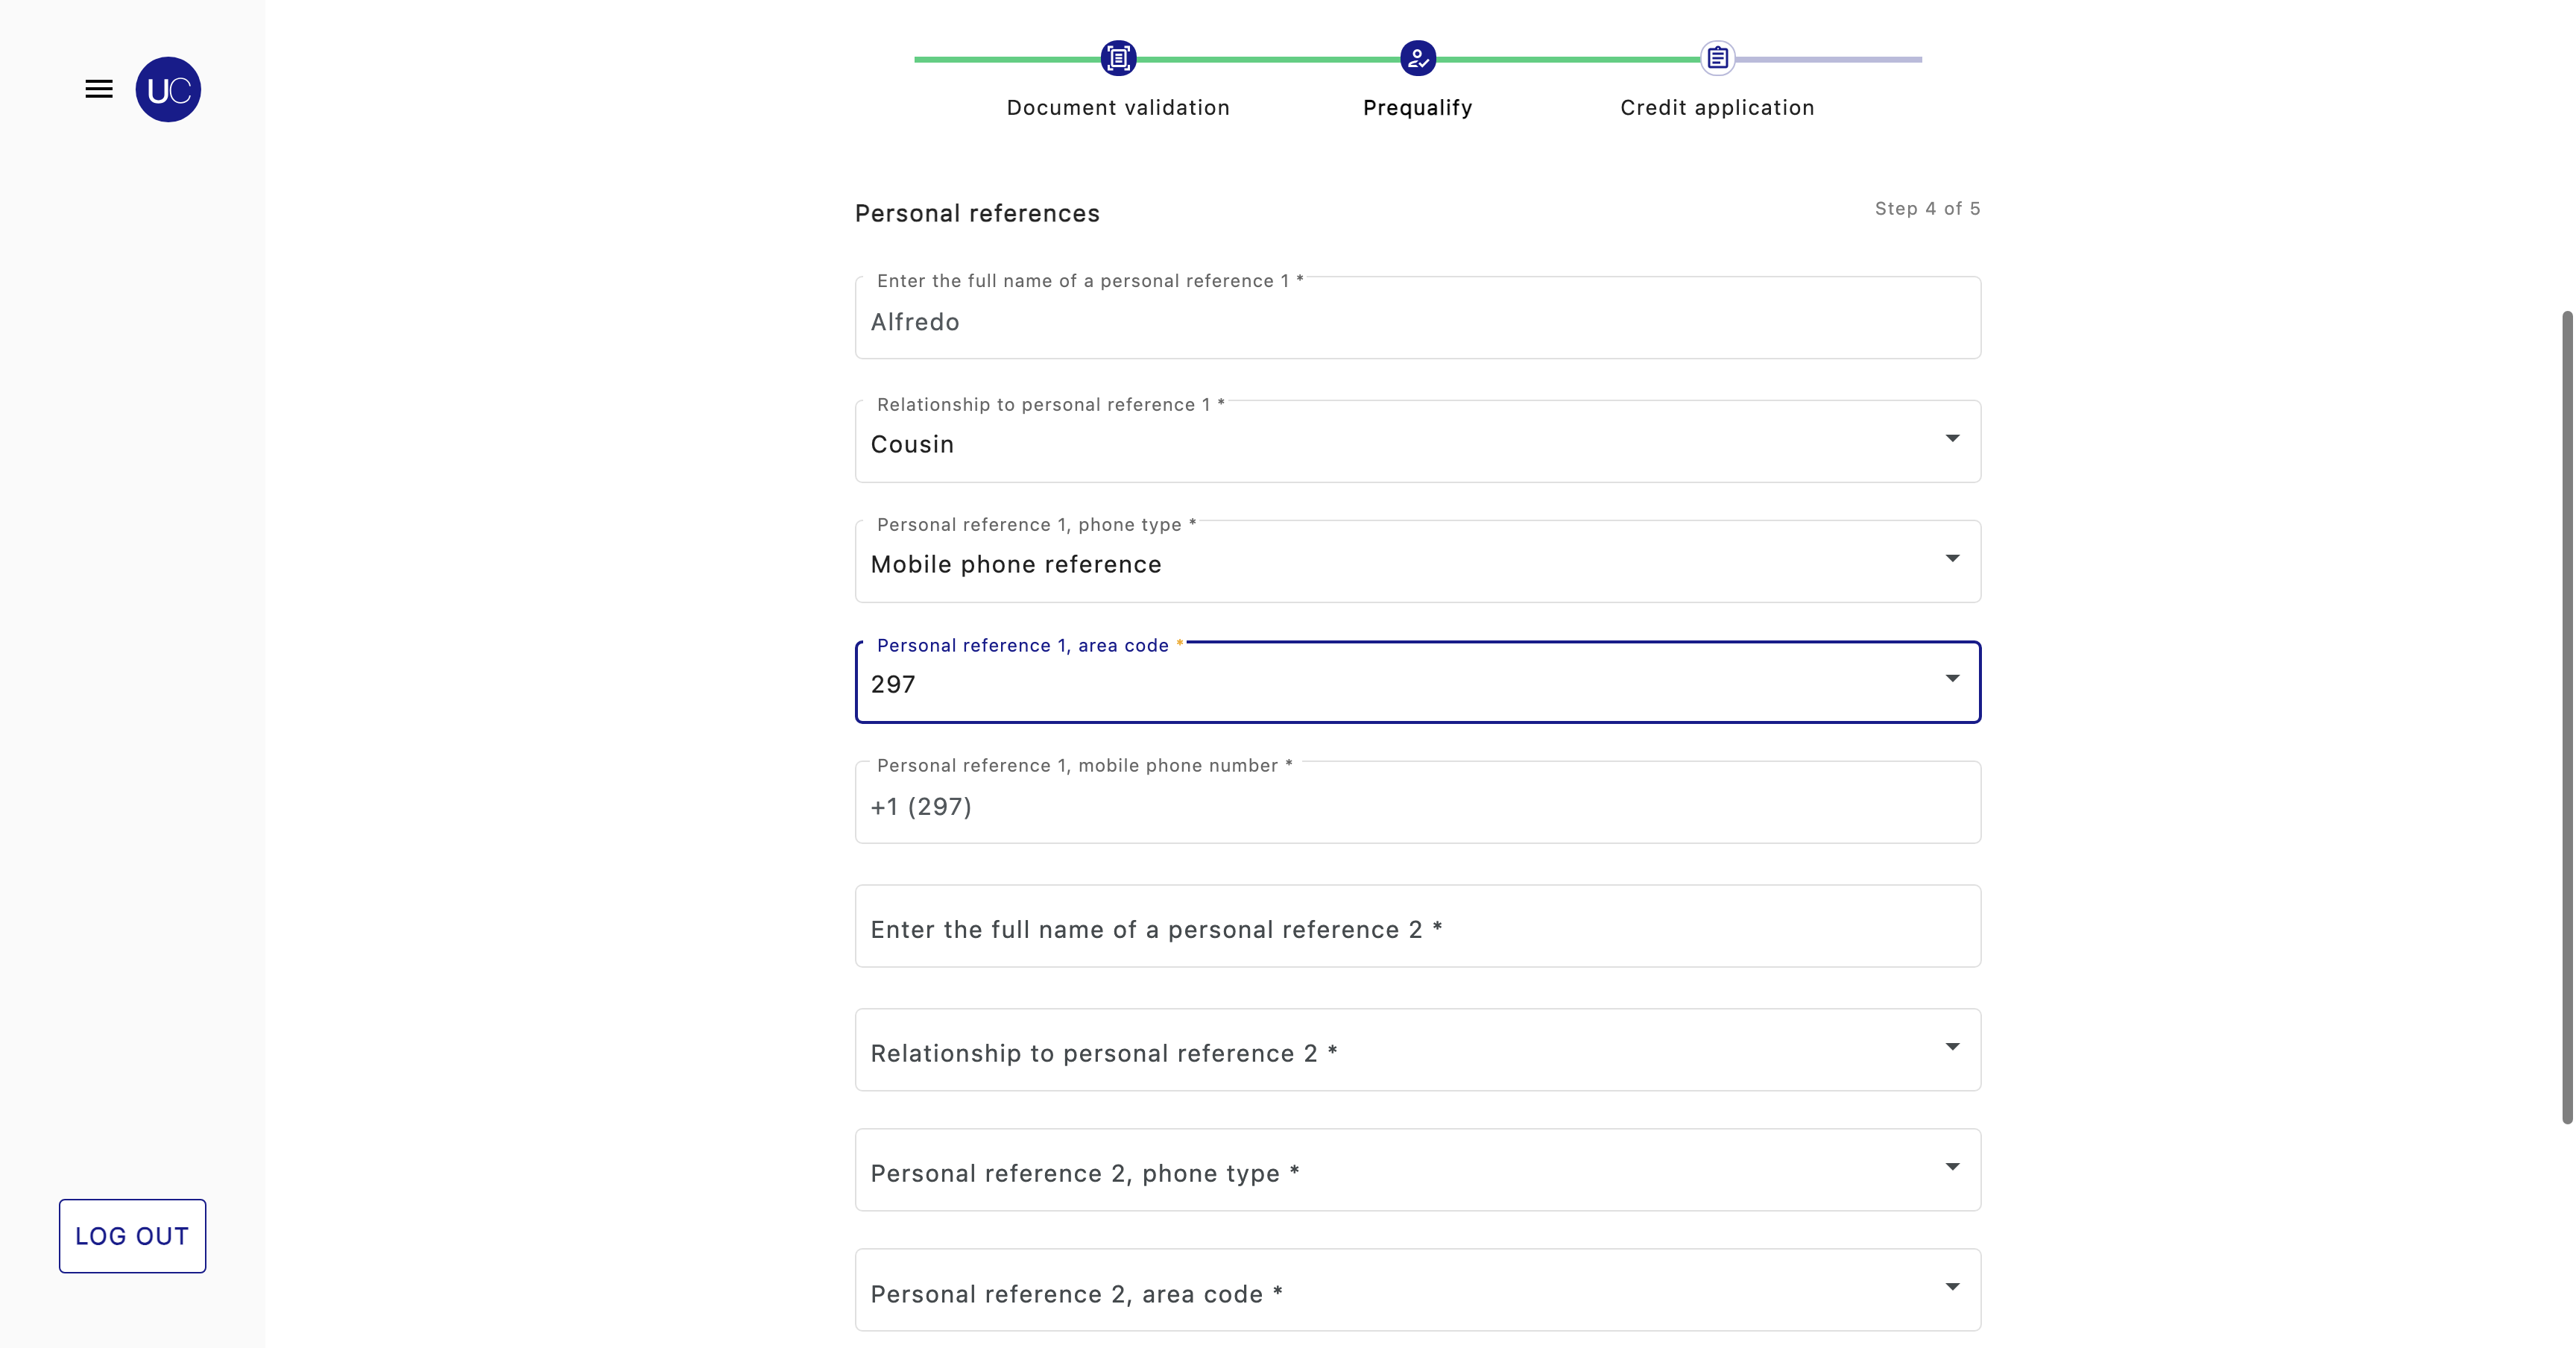 UC
Document validation
Prequalify
Credit application
Personal references
Step 4 of 5
Enter the full name of a personal reference 1 *
Alfredo
Relationship to personal reference 1 *
Cousin
Personal reference 1, phone type *
Mobile phone reference
Personal reference 1, area code *
297
Personal reference 1, mobile phone number *
+1 (297)
Enter the full name of a personal reference 2 *
Relationship to personal reference 2 *
Personal reference 2, phone type *
Personal reference 2, area code *
LOG OUT